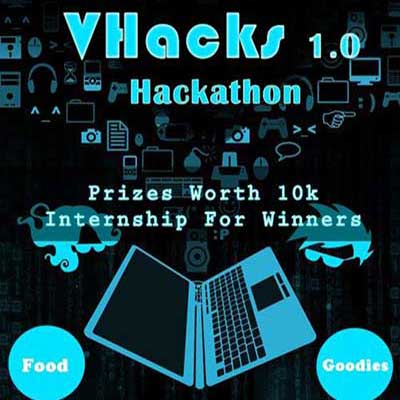 VHacks 1.0
Hackathon
^_^
> <
Prizes Worth 10k
Internship For Winners
:P
Food
Goodies